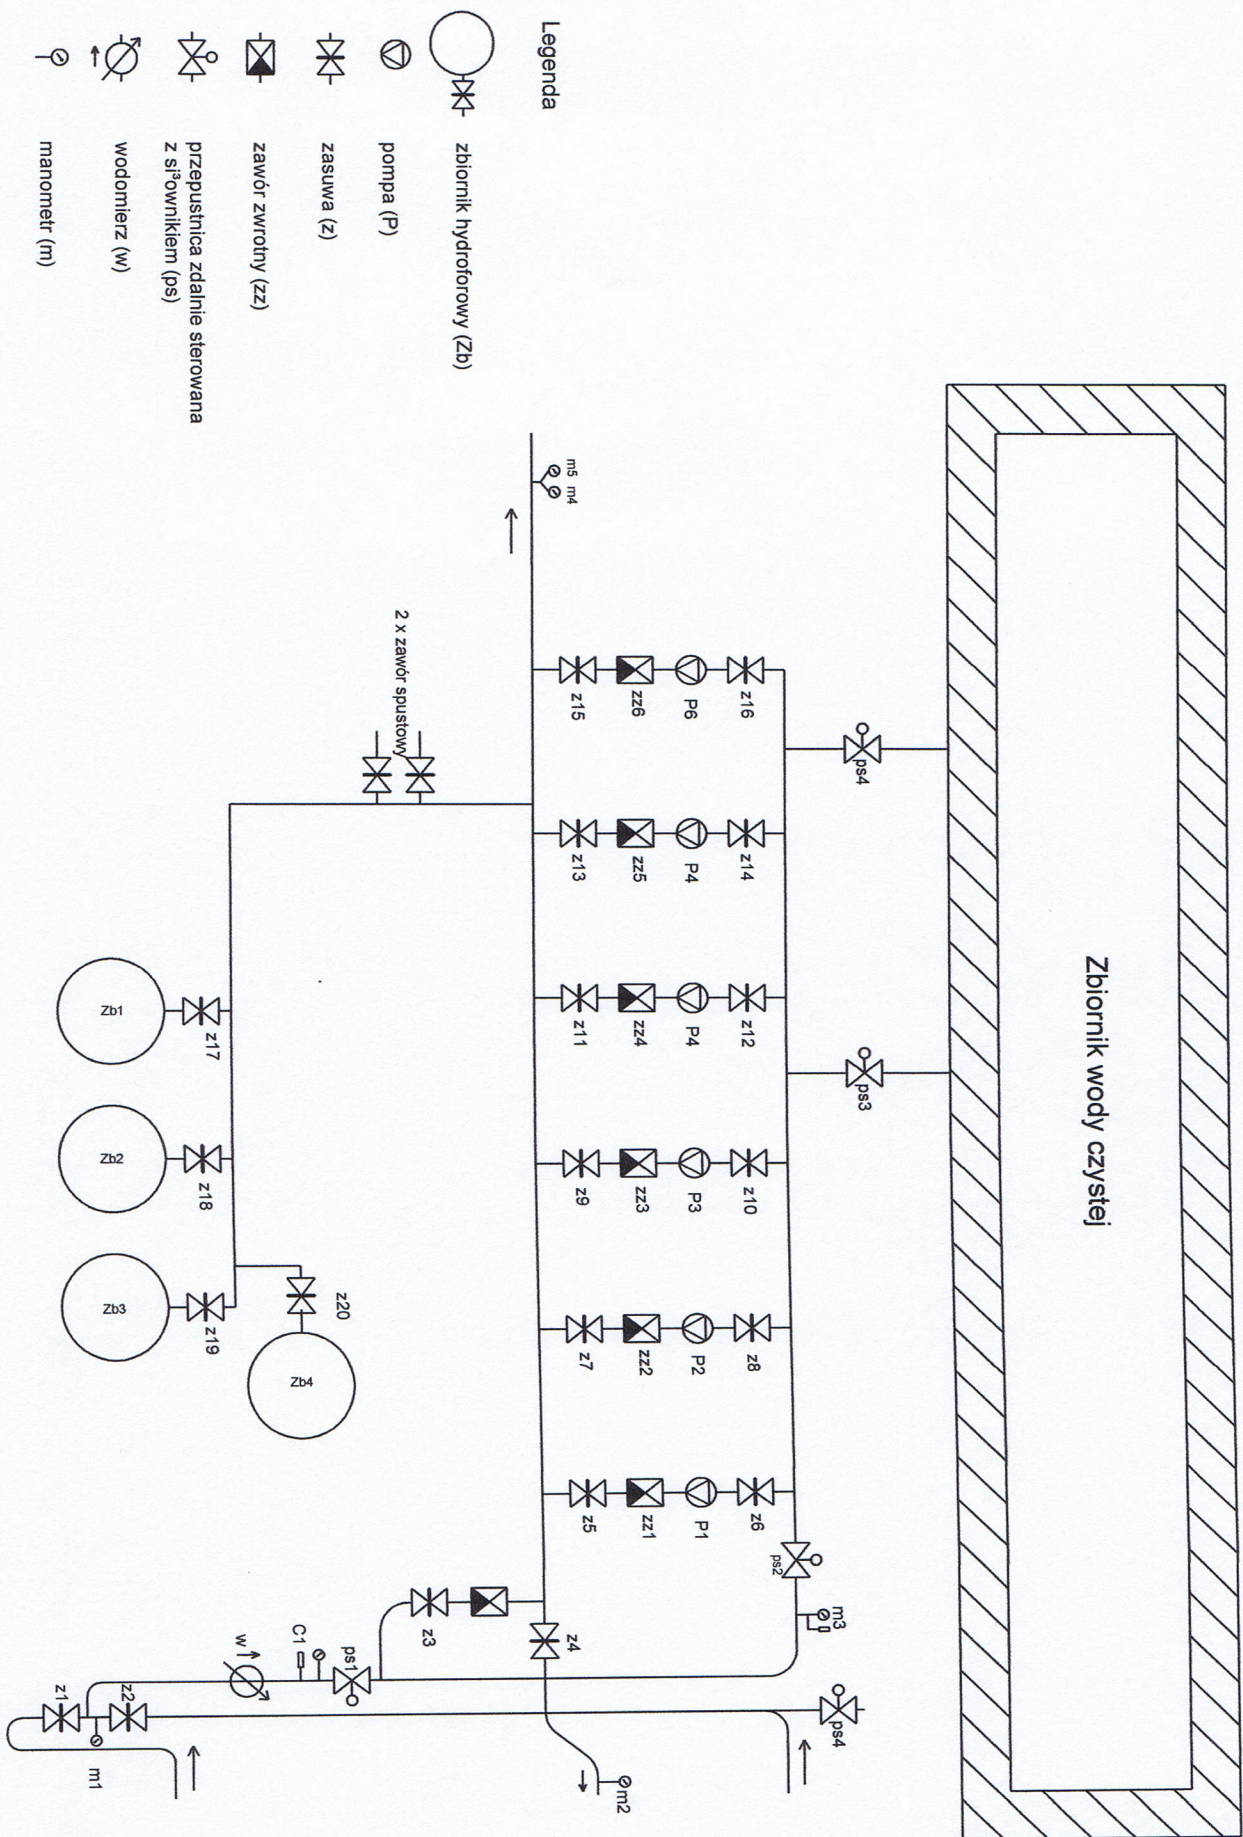 Legenda
zbiornik hydroforowy (Zb)
pompa (P)
zasuwa (z)
zawór zwrotny (zz)
przepustnica zdalnie sterowana
z si³ownikiem (ps)
wodomierz (w)
manometr (m)
Zbiornik wody czystej
ps4
ps3
m5 m4
z16
P6
zz6
z15
z14
P4
zz5
z13
z12
P4
zz4
z11
z10
P3
zz3
z9
z8
P2
zz2
z7
z6
P1
zz1
z5
ps2
m3
2 x zawór spustowy
Zb1
z17
Zb2
z18
Zb3
z19
z20
Zb4
z3
z4
ps1
C1
w
z1
z2
m1
m2
ps4